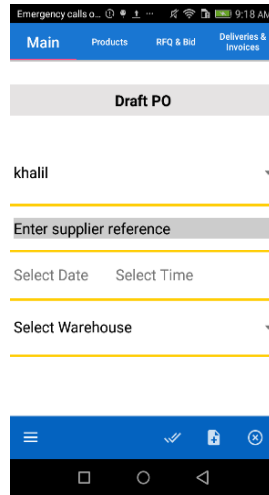 Emergency calls o... 9:18 AM
Main Products RFQ & Bid Deliveries & Invoices
Draft PO
khalil
Enter supplier reference
Select Date Select Time
Select Warehouse